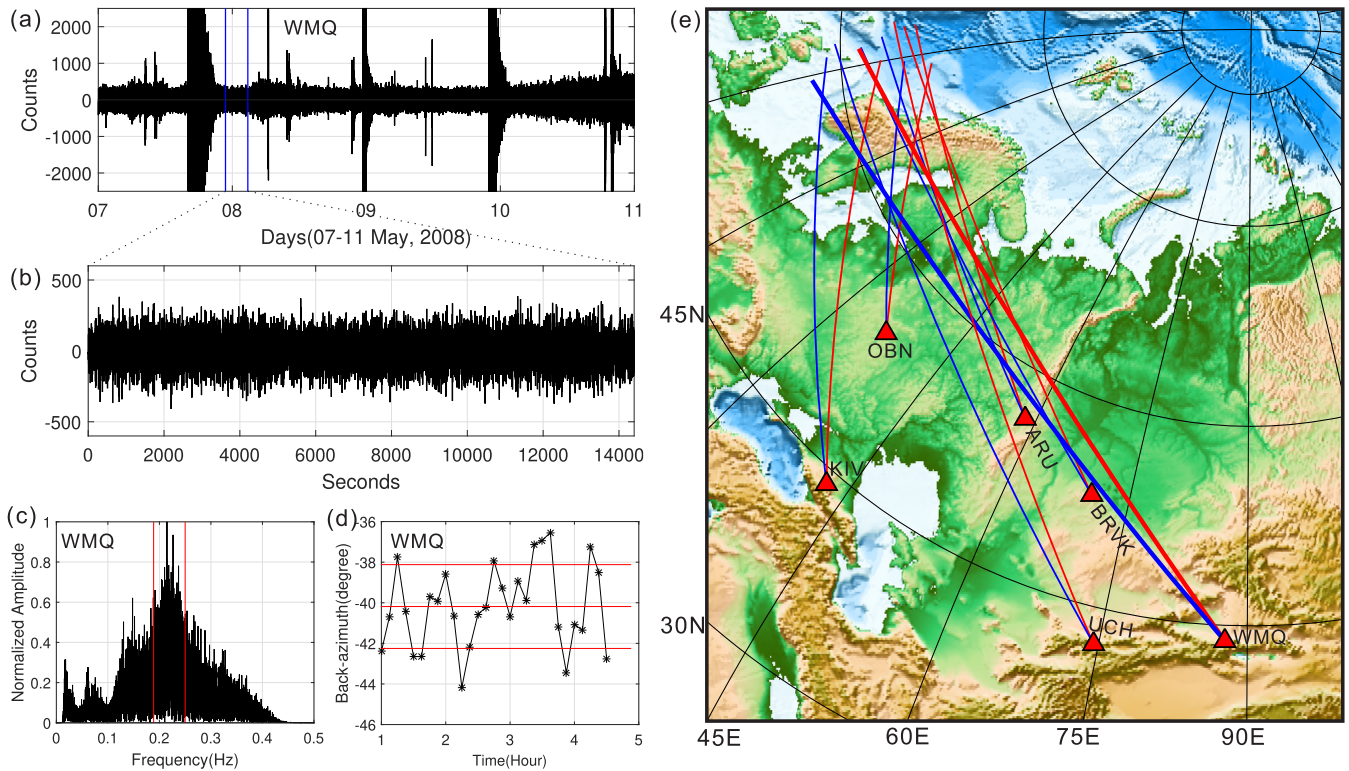 (a)
WMQ
2500
2000
1000
0
-1000
-2000
Counts
07
08
09
10
11
Days(07-11 May, 2008)
(b)
500
0
-500
Counts
0
2000
4000
6000
8000
10000
12000
14000
Seconds
(c)
WMQ
1
0.8
0.6
0.4
0.2
0
Normalized Amplitude
0
0.1
0.2
0.3
0.4
0.5
Frequency(Hz)
(d)
WMQ
-36
-38
-40
-42
-44
-46
Back-azimuth(degree)
1
2
3
4
5
Time(Hour)
(e)
45N
30N
45E
60E
75E
90E
OBN
KIV
ARU
BRVK
UCH
WMQ